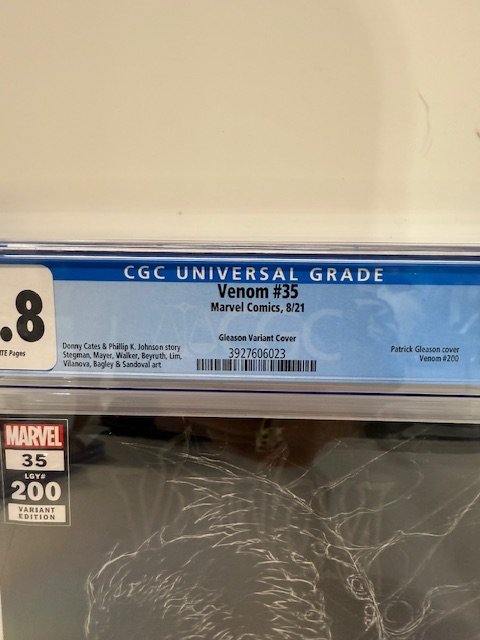 CGC UNIVERSAL GRADE
.8
TE Pages
Venom #35
Marvel Comics, 8/21
Gleason Variant Cover
3927606023
Donny Cates & Phillip K. Johnson story
Stegman, Mayer, Walker, Beyruth, Lim,
Vilanova, Bagley & Sandoval art
Patrick Gleason cover
Venom #200
MARVEL
35
LGY#
200
VARIANT
EDITION